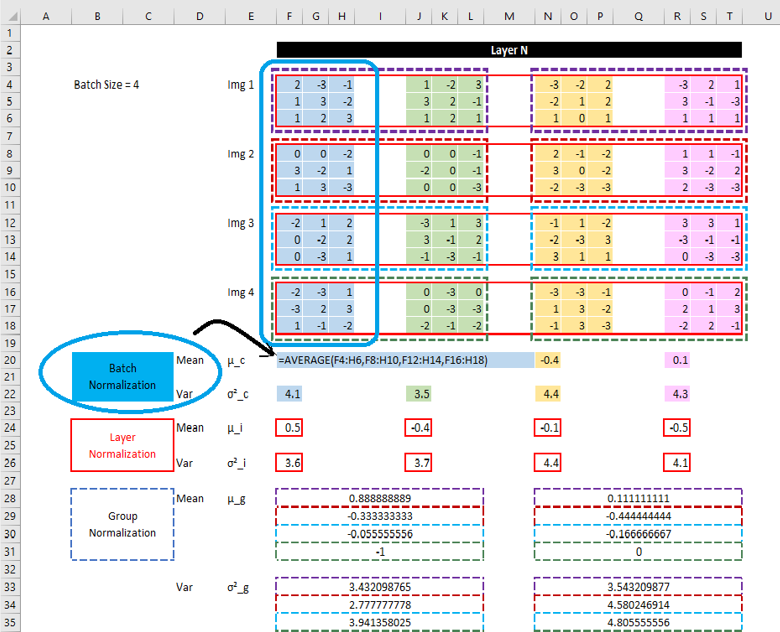 A B C D E F G H I J K L M N O P Q R S T U
1
2 Layer N
3
4 Batch Size = 4 Img 1 2 -3 -1 1 -2 3 -3 -2 2 -3 2 1
5 1 3 -2 3 2 -1 -2 1 2 3 -1 -3
6 1 2 3 1 2 1 1 0 1 1 1 1
7
8 Img 2 0 0 -2 0 0 -1 2 -1 -2 1 1 -1
9 3 -2 1 -2 0 -1 3 0 -2 3 -2 2
10 1 3 -3 0 0 -3 -2 -3 -3 2 -3 -3
11
12 Img 3 -2 1 2 -3 1 3 -1 1 -2 3 3 1
13 0 -2 2 3 -1 2 -2 -3 3 -3 -1 -1
14 0 -3 1 -1 -3 -1 3 1 1 0 -3 -3
15
16 Img 4 -2 -3 1 0 -3 0 -3 -3 -1 0 -1 2
17 -3 2 3 0 -3 -3 1 3 -2 2 1 3
18 1 -1 -2 -2 -1 -2 -1 3 -3 -2 2 -1
19
20 Batch Mean μ_c =AVERAGE(F4:H6,F8:H10,F12:H14,F16:H18) -0.4 0.1
21 Normalization
22 Var σ²_c 4.1 3.5 4.4 4.3
23
24 Layer Mean μ_i 0.5 -0.4 -0.1 -0.5
25 Normalization
26 Var σ²_i 3.6 3.7 4.4 4.1
27
28 Mean μ_g 0.888888889 0.111111111
29 Group -0.333333333 -0.444444444
30 Normalization -0.055555556 -0.166666667
31 -1 0
32
33 Var σ²_g 3.432098765 3.543209877
34 2.777777778 4.580246914
35 3.941358025 4.805555556